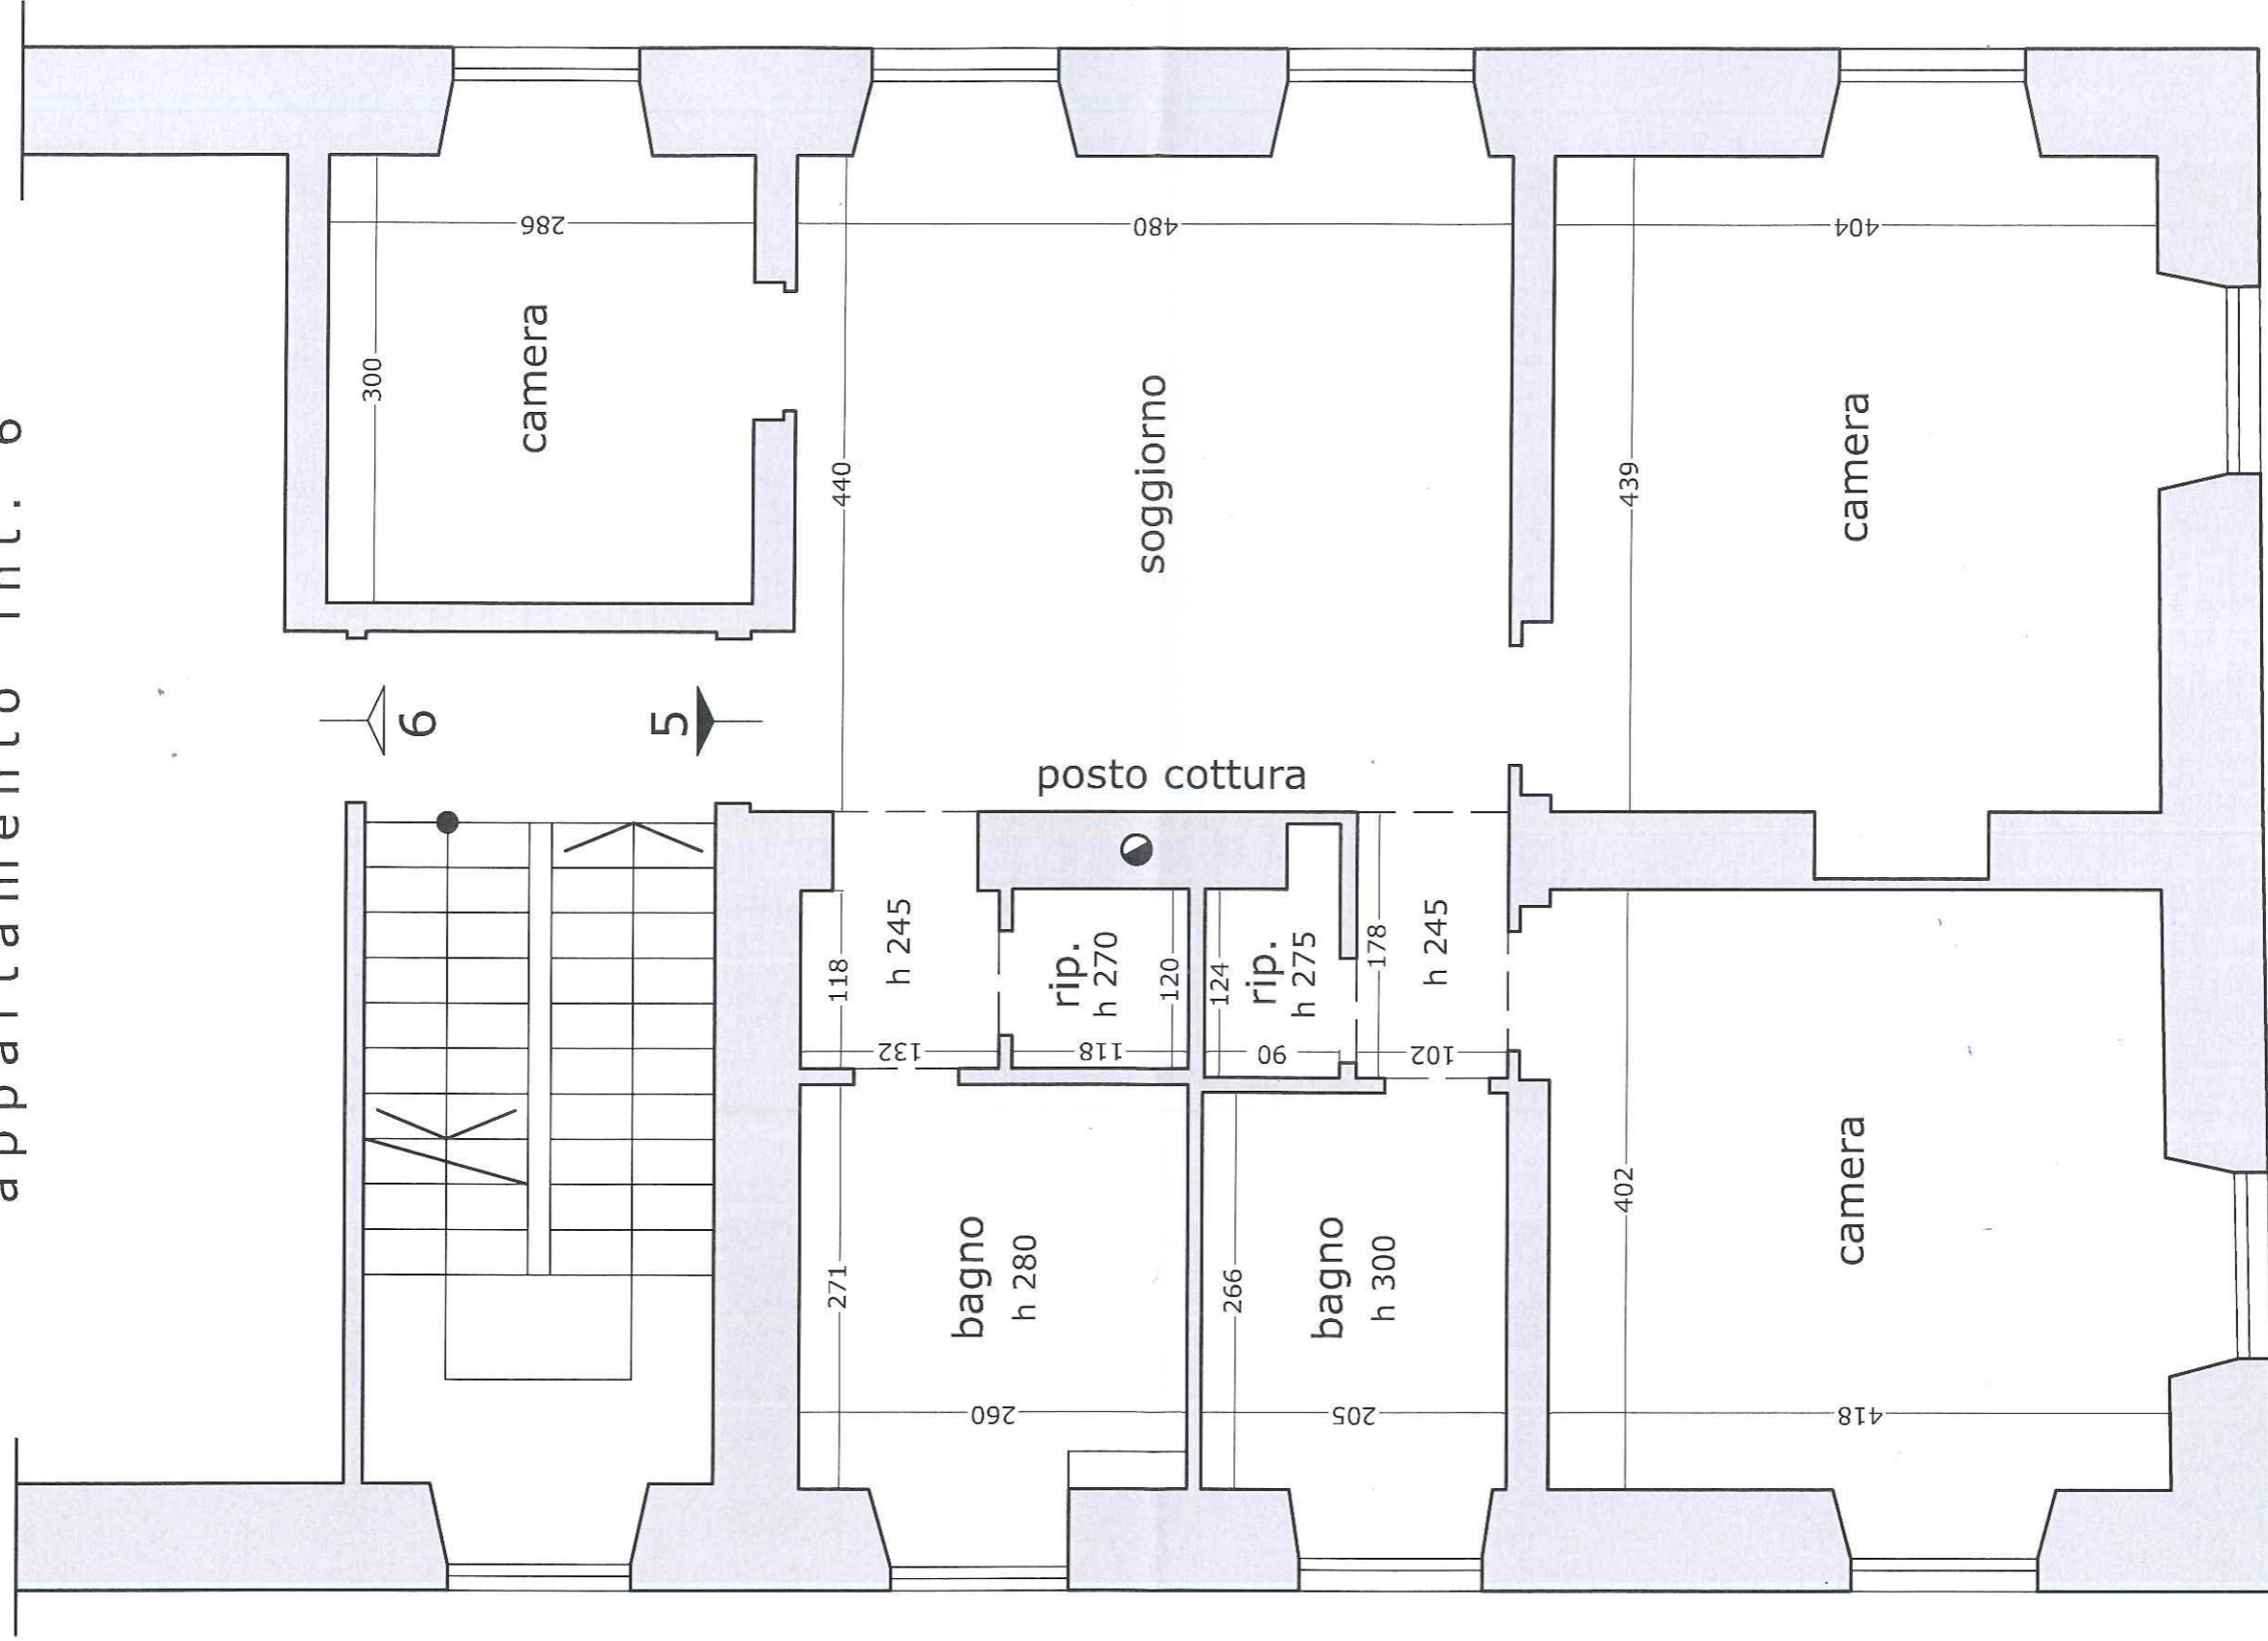 appartamento int. 6
286
480
404
300
camera
440
soggiorno
439
camera
6
5
posto cottura
118
h 245
rip.
h 270
120
124
rip.
h 275
178
h 245
132
118
90
102
271
bagno
h 280
266
bagno
h 300
402
camera
260
205
418